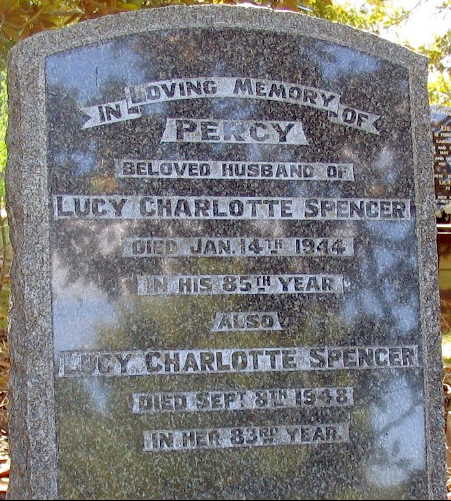 IN LOVING MEMORY OF
PERCY
BELOVED HUSBAND OF
LUCY CHARLOTTE SPENCER
DIED JAN. 14TH 1944
IN HIS 85TH YEAR
ALSO
LUCY CHARLOTTE SPENCER
DIED SEPT 8TH 1948
IN HER 83RD YEAR.